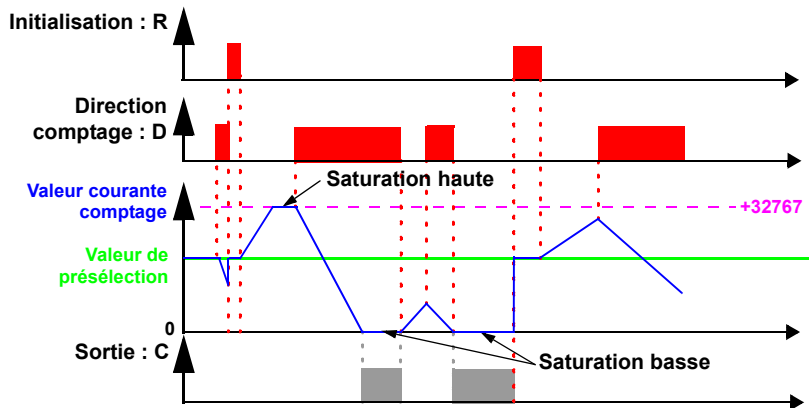 Initialisation : R
Direction
comptage : D
Saturation haute
Valeur courante
comptage
+32767
Valeur de
présélection
0
Sortie : C
Saturation basse